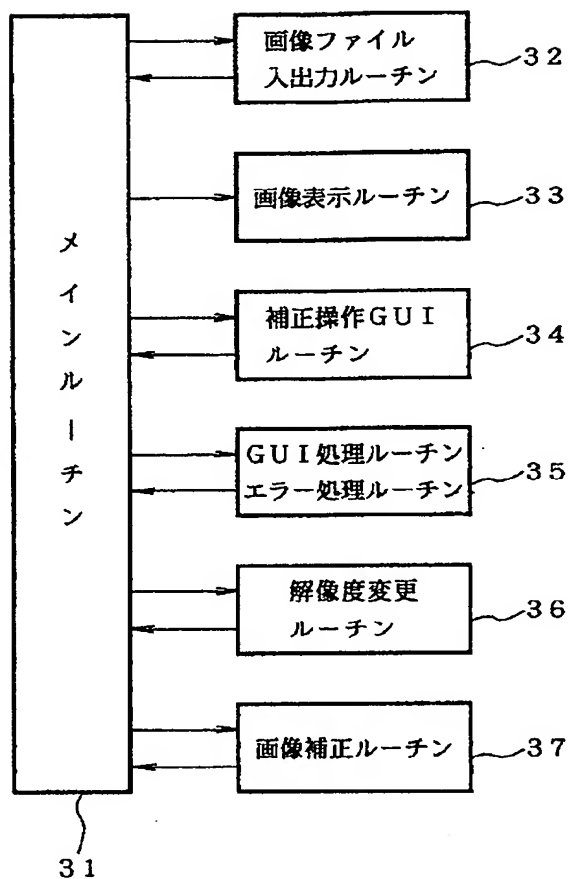 メインルーチン
31
画像ファイル
入出力ルーチン
32
画像表示ルーチン
33
補正操作GUI
ルーチン
34
GUI処理ルーチン
エラー処理ルーチン
35
解像度変更
ルーチン
36
画像補正ルーチン
37